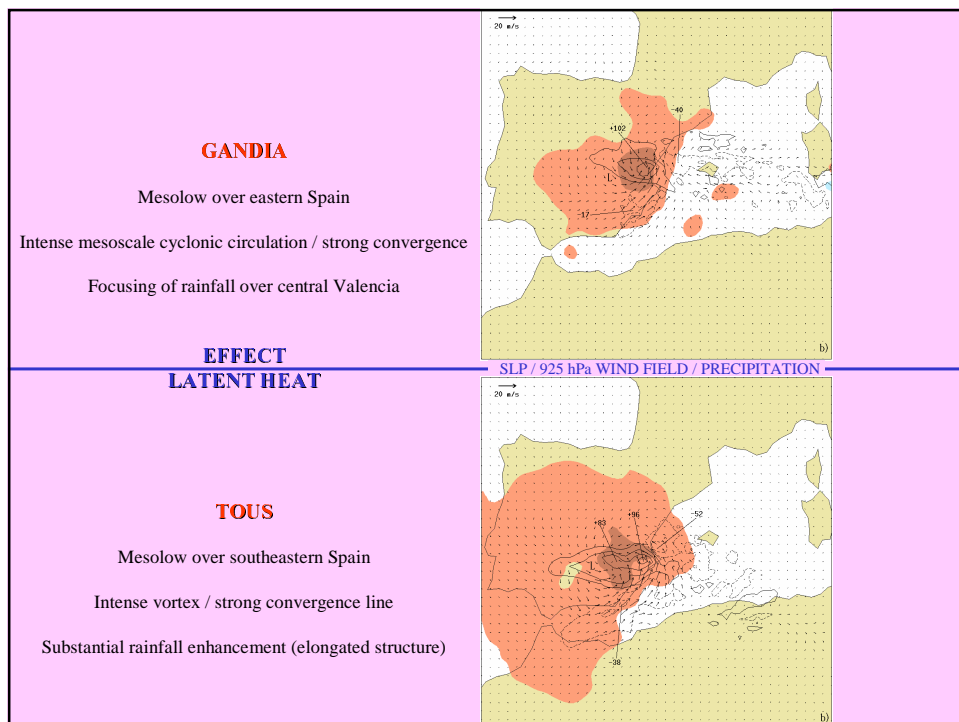 20 m/s
+102
-40
L
-17
b)
GANDIA
Mesolow over eastern Spain
Intense mesoscale cyclonic circulation / strong convergence
Focusing of rainfall over central Valencia
EFFECT
LATENT HEAT
SLP / 925 hPa WIND FIELD / PRECIPITATION
20 m/s
+83
+96
-52
L
-38
b)
TOUS
Mesolow over southeastern Spain
Intense vortex / strong convergence line
Substantial rainfall enhancement (elongated structure)